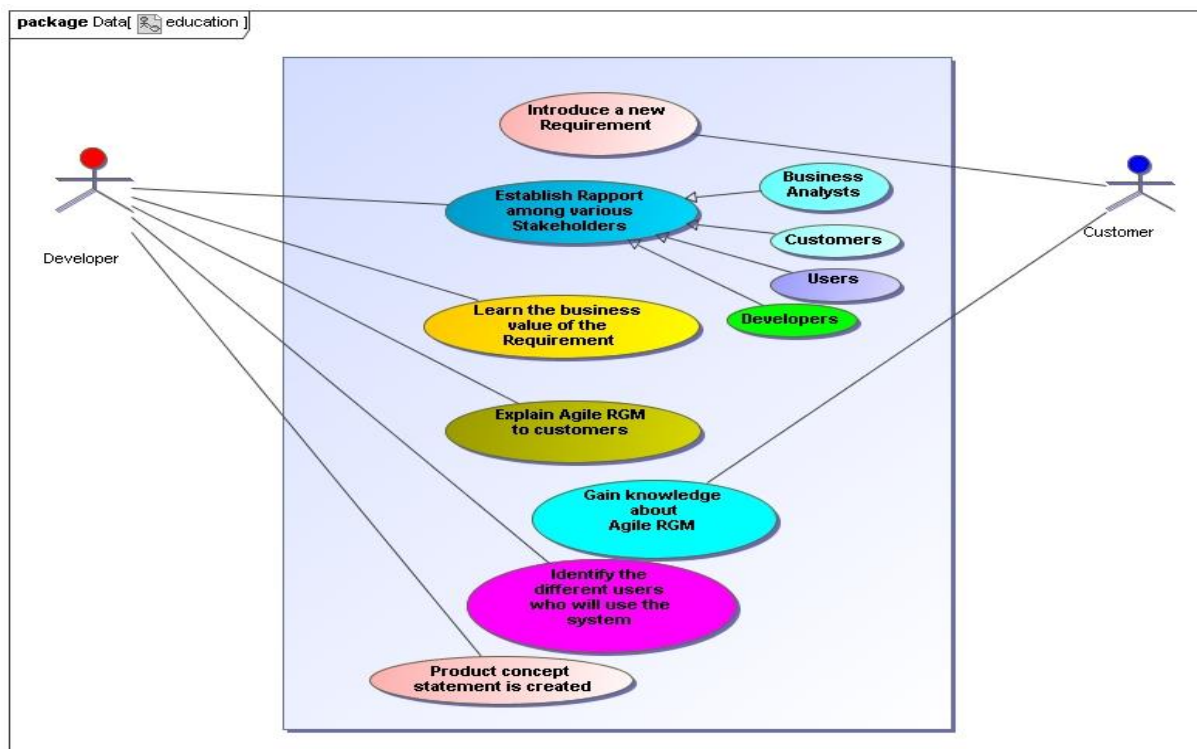 package Data[ education ]
Introduce a new
Requirement
Business
Analysts
Establish Rapport
among various
Stakeholders
Customers
Developer
Customer
Users
Developers
Learn the business
value of the
Requirement
Explain Agile RGM
to customers
Gain knowledge
about
Agile RGM
Identify the
different users
who will use the
system
Product concept
statement is created